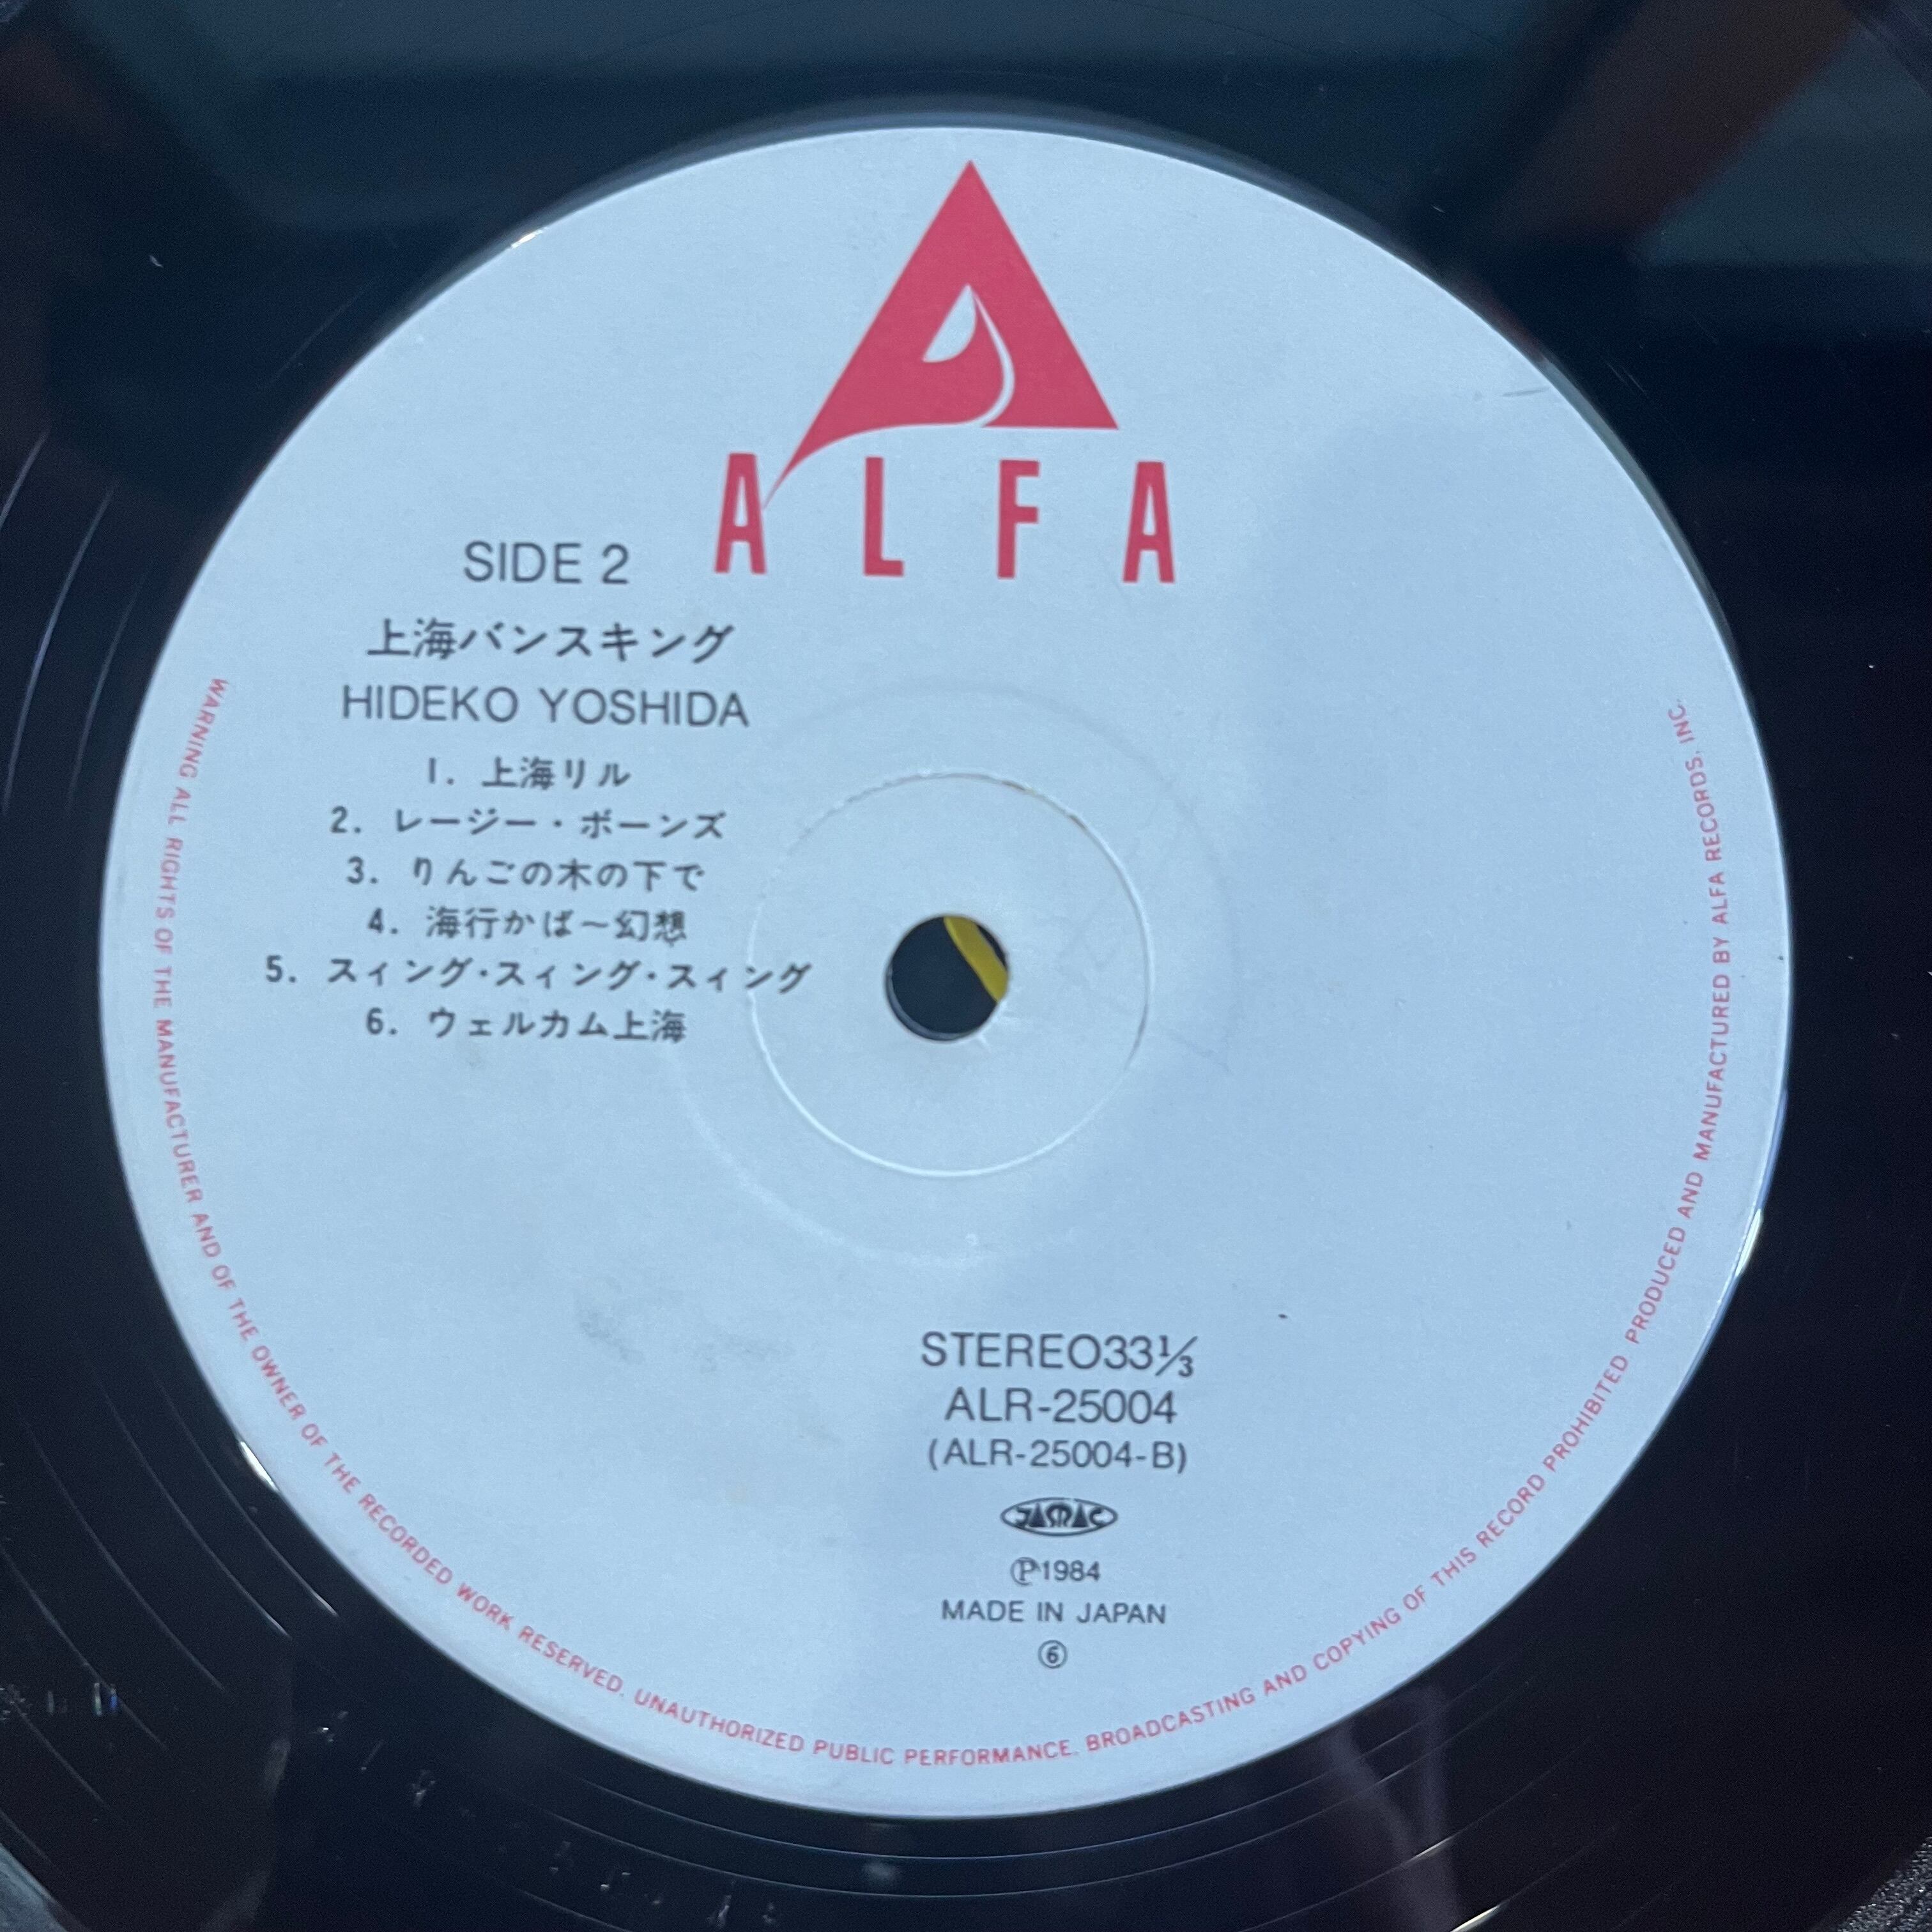 ALFA
SIDE 2
上海バンスキング
HIDEKO YOSHIDA
1. 上海リル
2. レージー・ボーンズ
3. りんごの木の下で
4. 海行かば～幻想
5. スィング・スィング・スィング
6. ウェルカム上海
STEREO33⅓
ALR-25004
(ALR-25004-B)
JASRAC
Ⓟ1984
MADE IN JAPAN
⑥
WARNING ALL RIGHTS OF THE MANUFACTURER AND OF THE OWNER OF THE RECORDED WORK RESERVED. UNAUTHORIZED PUBLIC PERFORMANCE. BROADCASTING AND COPYING OF THIS RECORD PROHIBITED PRODUCED AND MANUFACTURED BY ALFA RECORDS, INC.